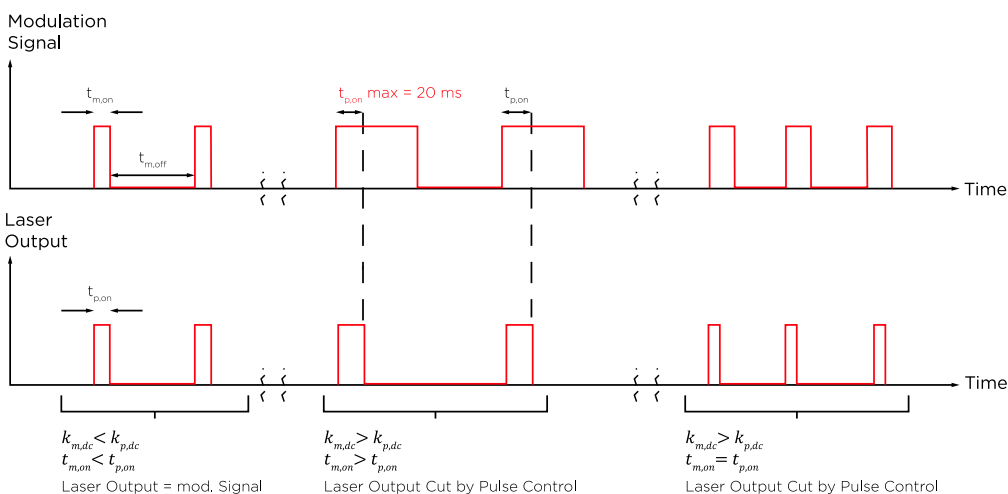 Modulation
Signal
t_m,on
t_p,on max = 20 ms
t_p,on
t_m,off
Time
Laser
Output
t_p,on
Time
k_m,dc < k_p,dc
t_m,on < t_p,on
Laser Output = mod. Signal
k_m,dc > k_p,dc
t_m,on > t_p,on
Laser Output Cut by Pulse Control
k_m,dc > k_p,dc
t_m,on = t_p,on
Laser Output Cut by Pulse Control